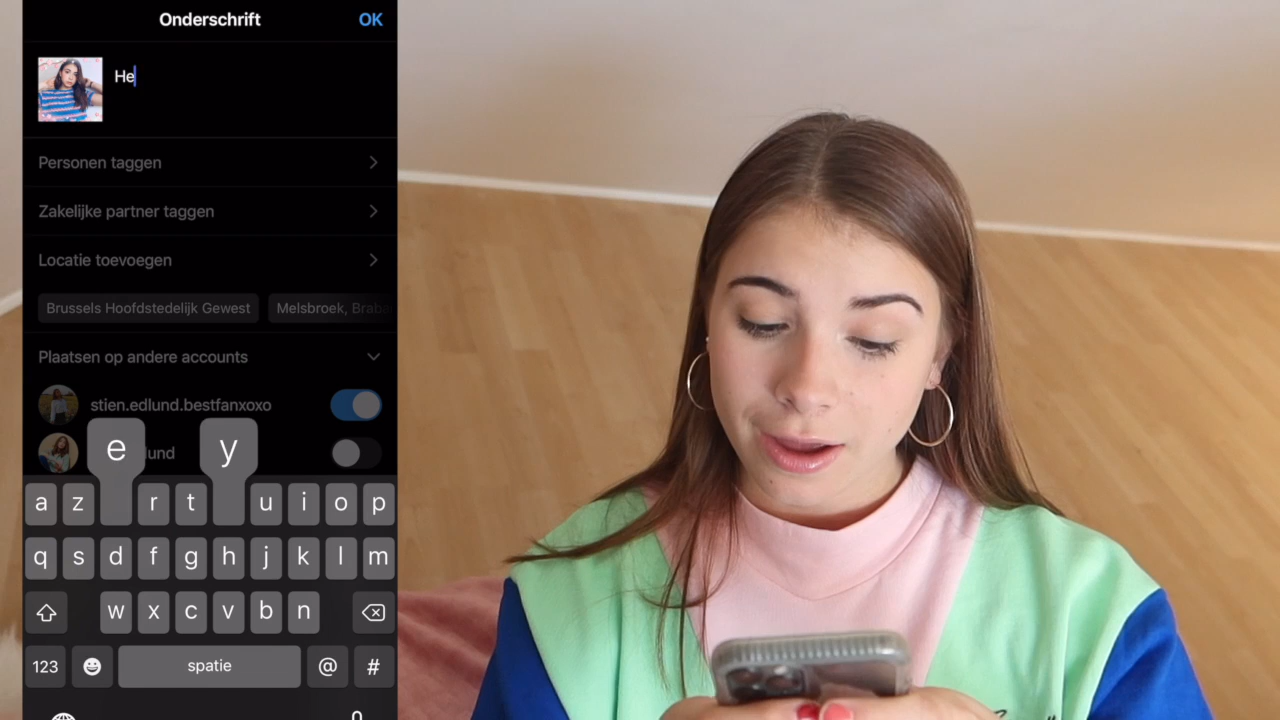 Onderschrift OK
He
Personen taggen
Zakelijke partner taggen
Locatie toevoegen
Brussels Hoofdstedelijk Gewest Melsbroek, Braba
Plaatsen op andere accounts
stien.edlund.bestfanxoxo
lund
e y
a z r t u i o p
q s d f g h j k l m
w x c v b n
123 spatie @ #